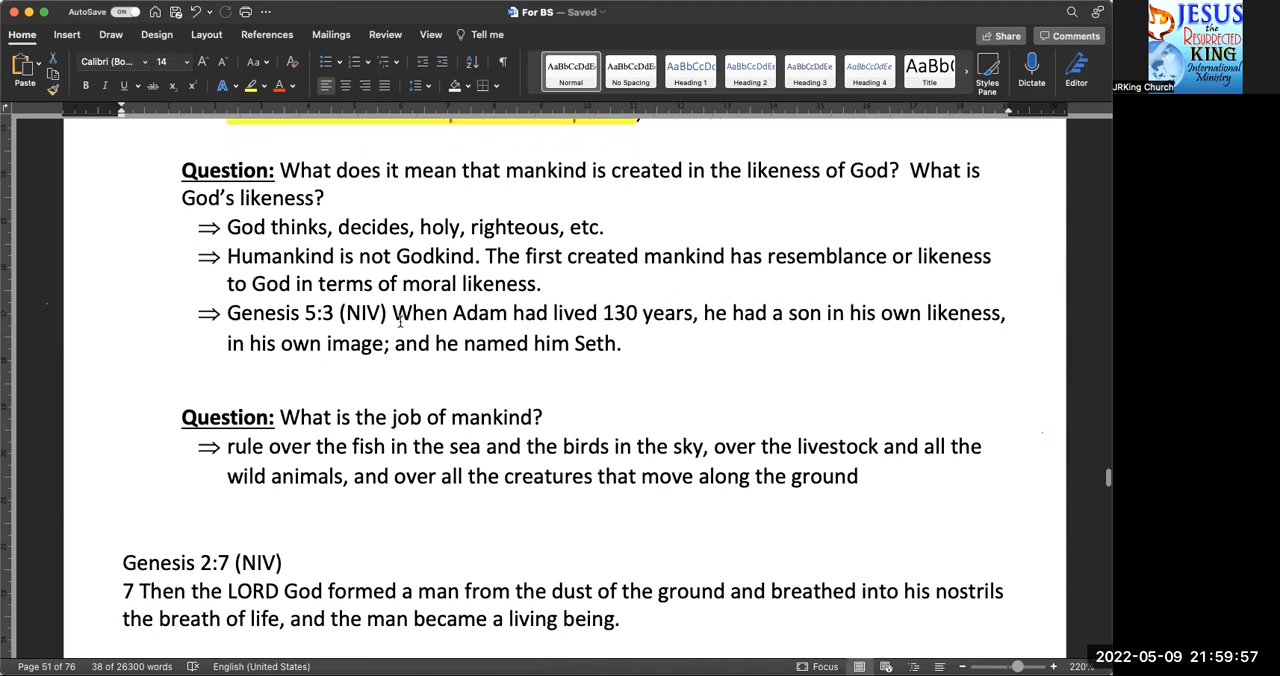 AutoSave ON For BS — Saved
Home Insert Draw Design Layout References Mailings Review View Tell me Share Comments
Paste Calibri (Bo... 14 A^ A˅ Aa A
B I U ab A A
AaBbCcDdEe AaBbCcDdEe AaBbCcDc AaBbCcDdEe AaBbCcDdEe AaBbCcDdEe AaBb(
Normal No Spacing Heading 1 Heading 2 Heading 3 Heading 4 Title
Styles Pane Dictate Editor
JESUS
the
RESURRECTED
KING
International
Ministry
JRKing Church
Question: What does it mean that mankind is created in the likeness of God? What is
God's likeness?
⇒ God thinks, decides, holy, righteous, etc.
⇒ Humankind is not Godkind. The first created mankind has resemblance or likeness
to God in terms of moral likeness.
⇒ Genesis 5:3 (NIV) When Adam had lived 130 years, he had a son in his own likeness,
in his own image; and he named him Seth.
Question: What is the job of mankind?
⇒ rule over the fish in the sea and the birds in the sky, over the livestock and all the
wild animals, and over all the creatures that move along the ground
Genesis 2:7 (NIV)
7 Then the LORD God formed a man from the dust of the ground and breathed into his nostrils
the breath of life, and the man became a living being.
Page 51 of 76 38 of 26300 words English (United States) Focus 220%
2022-05-09 21:59:57